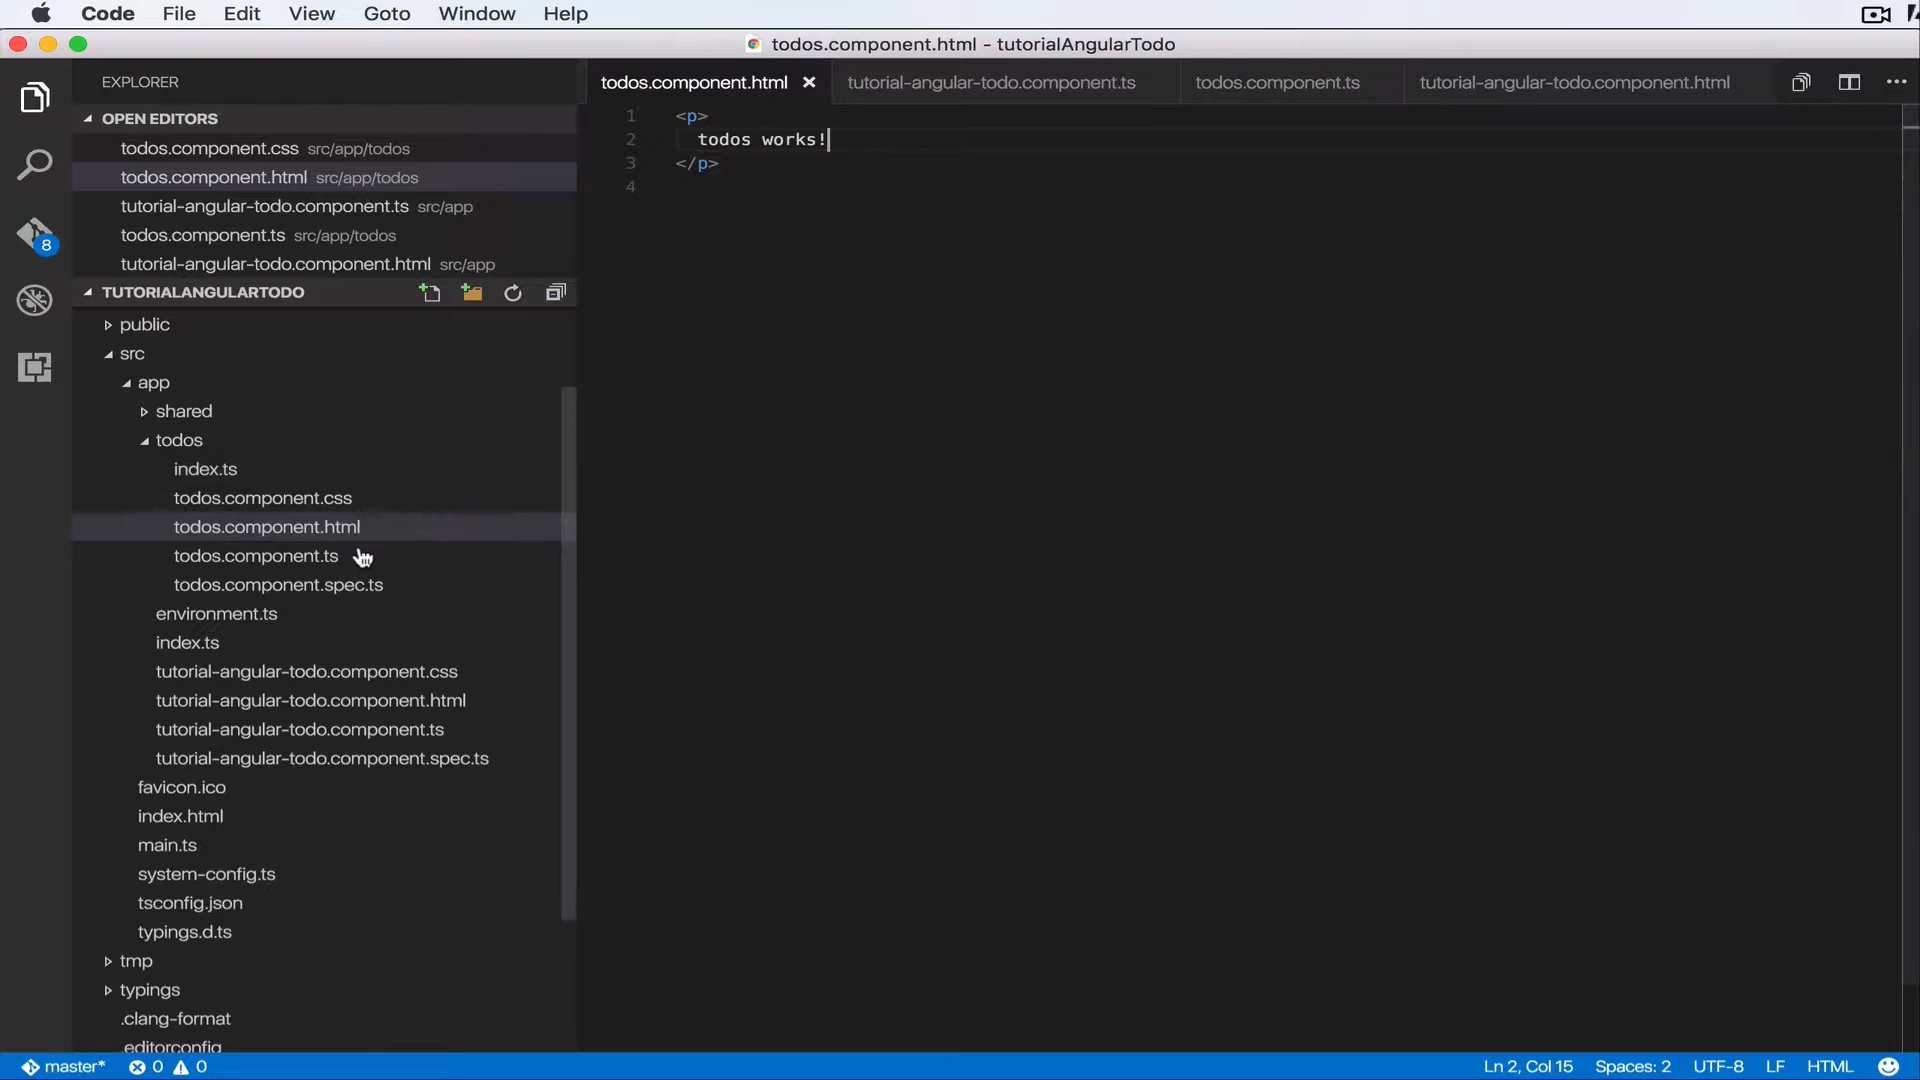 Code File Edit View Goto Window Help
todos.component.html - tutorialAngularTodo
EXPLORER
OPEN EDITORS
todos.component.css src/app/todos
todos.component.html src/app/todos
tutorial-angular-todo.component.ts src/app
todos.component.ts src/app/todos
tutorial-angular-todo.component.html src/app
TUTORIALANGULARTODO
public
src
app
shared
todos
index.ts
todos.component.css
todos.component.html
todos.component.ts
todos.component.spec.ts
environment.ts
index.ts
tutorial-angular-todo.component.css
tutorial-angular-todo.component.html
tutorial-angular-todo.component.ts
tutorial-angular-todo.component.spec.ts
favicon.ico
index.html
main.ts
system-config.ts
tsconfig.json
typings.d.ts
tmp
typings
.clang-format
.editorconfig
8
todos.component.html tutorial-angular-todo.component.ts todos.component.ts tutorial-angular-todo.component.html
1 <p>
2 todos works!
3 </p>
4
master* 0 0 Ln 2, Col 15 Spaces: 2 UTF-8 LF HTML